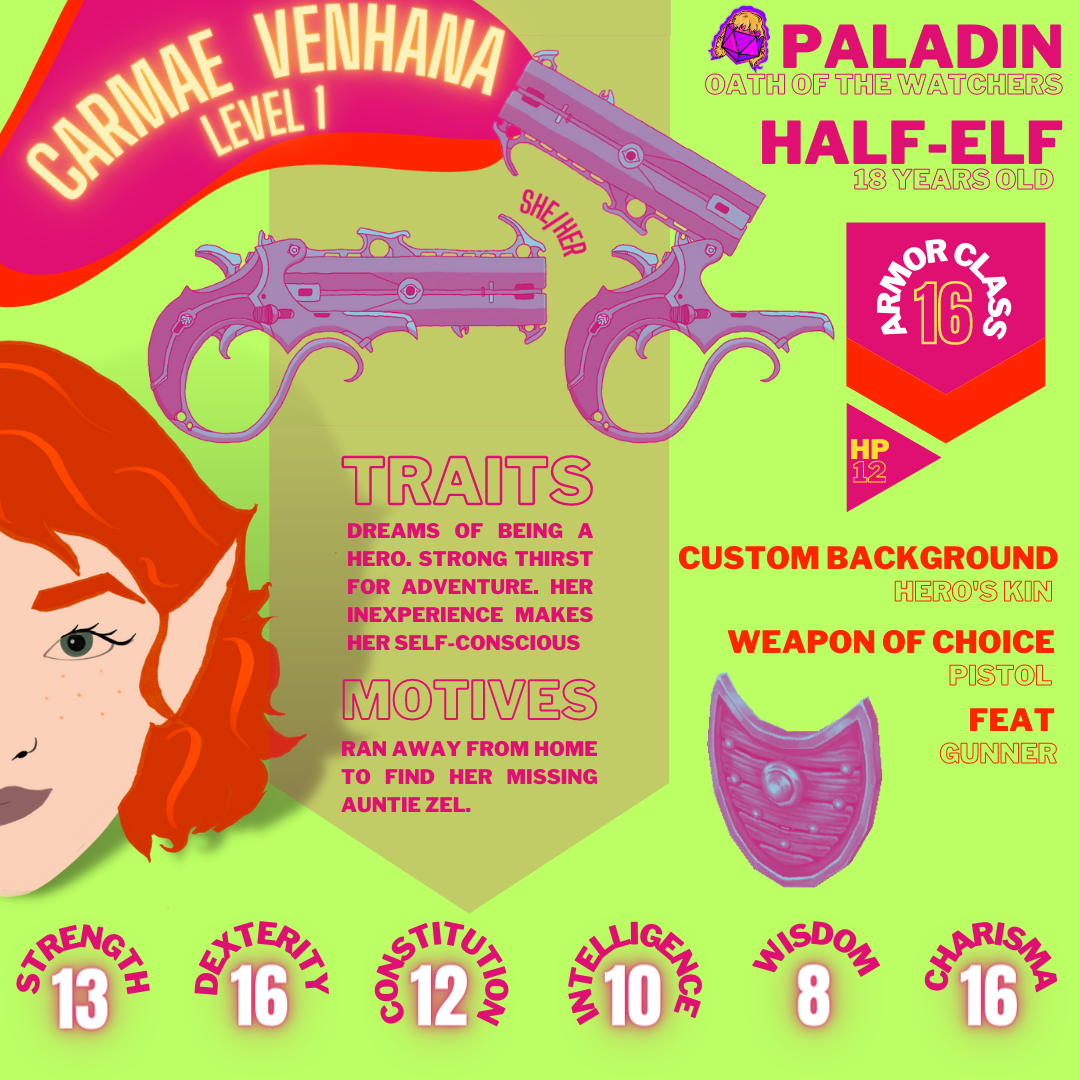 CARMAE VENHANA
LEVEL 1
SHE/HER
PALADIN
OATH OF THE WATCHERS
HALF-ELF
18 YEARS OLD
ARMOR CLASS
16
HP
12
TRAITS
DREAMS OF BEING A
HERO. STRONG THIRST
FOR ADVENTURE. HER
INEXPERIENCE MAKES
HER SELF-CONSCIOUS
MOTIVES
RAN AWAY FROM HOME
TO FIND HER MISSING
AUNTIE ZEL.
CUSTOM BACKGROUND
HERO'S KIN
WEAPON OF CHOICE
PISTOL
FEAT
GUNNER
STRENGTH
13
DEXTERITY
16
CONSTITUTION
12
INTELLIGENCE
10
WISDOM
8
CHARISMA
16